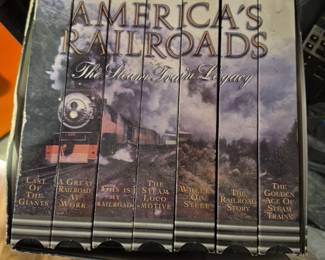 AMERICA'S
RAILROADS
The Steam Train Legacy
LAST
OF THE
GIANTS
A GREAT
RAILROAD
AT
WORK
THIS IS
MY
RAILROAD
THE
STEAM
LOCO
-MOTIVE
WHEELS
ON
STEEL
THE
RAILROAD
STORY
THE
GOLDEN
AGE OF
STEAM
TRAINS